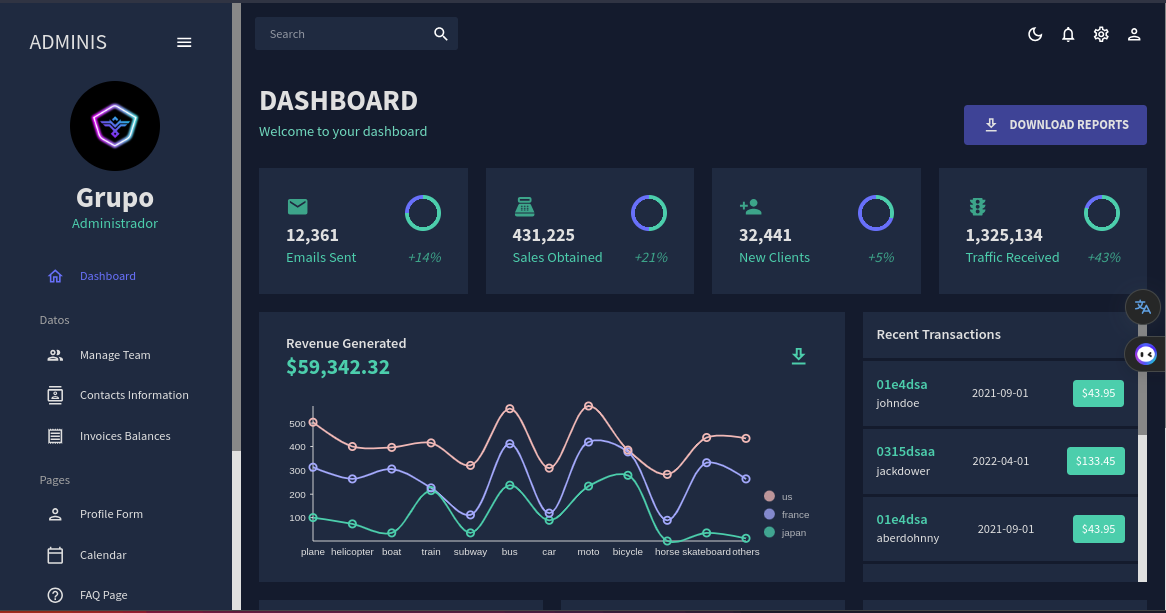 ADMINIS
Grupo
Administrador
Dashboard
Datos
Manage Team
Contacts Information
Invoices Balances
Pages
Profile Form
Calendar
FAQ Page
Search
DASHBOARD
Welcome to your dashboard
DOWNLOAD REPORTS
12,361
Emails Sent +14%
431,225
Sales Obtained +21%
32,441
New Clients +5%
1,325,134
Traffic Received +43%
Revenue Generated
$59,342.32
500
400
300
200
100
plane helicopter boat train subway bus car moto bicycle horse skateboard others
us
france
japan
Recent Transactions
01e4dsa
johndoe
2021-09-01
$43.95
0315dsaa
jackdower
2022-04-01
$133.45
01e4dsa
aberdohnny
2021-09-01
$43.95